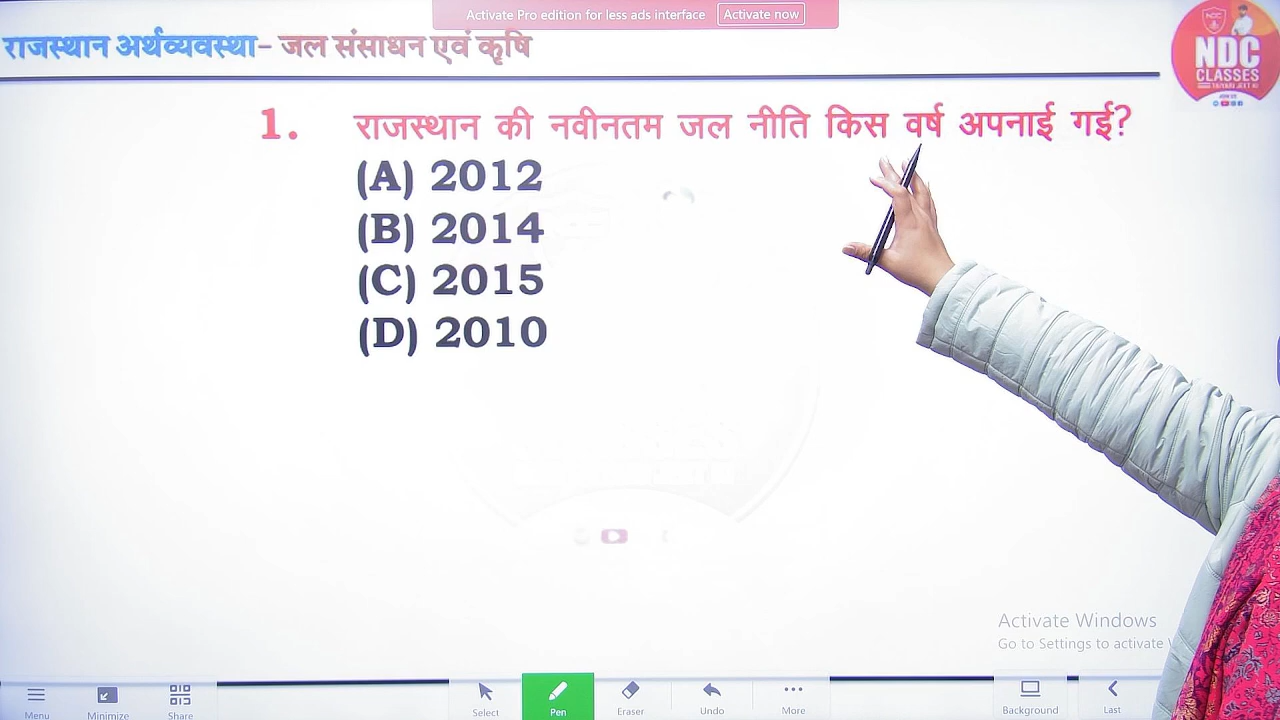 Activate Pro edition for less ads interface Activate now
राजस्थान अर्थव्यवस्था– जल संसाधन एवं कृषि
NDC
CLASSES
1. राजस्थान की नवीनतम जल नीति किस वर्ष अपनाई गई?
(A) 2012
(B) 2014
(C) 2015
(D) 2010
Activate Windows
Go to Settings to activate
Menu Minimize Share Select Pen Eraser Undo More Background Last